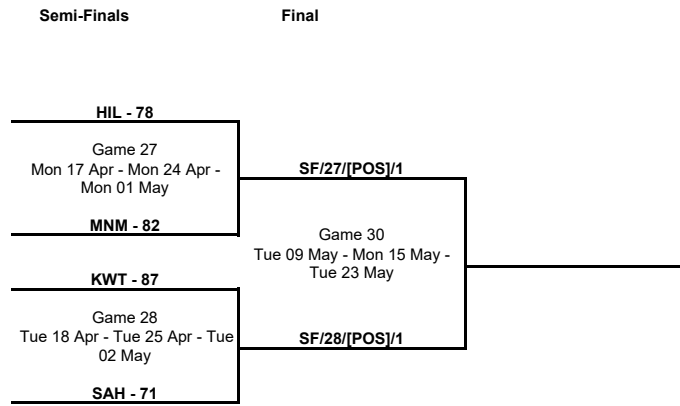 Semi-Finals
Final
HIL - 78
Game 27
Mon 17 Apr - Mon 24 Apr -
Mon 01 May
MNM - 82
SF/27/[POS]/1
Game 30
Tue 09 May - Mon 15 May -
Tue 23 May
KWT - 87
Game 28
Tue 18 Apr - Tue 25 Apr - Tue
02 May
SAH - 71
SF/28/[POS]/1